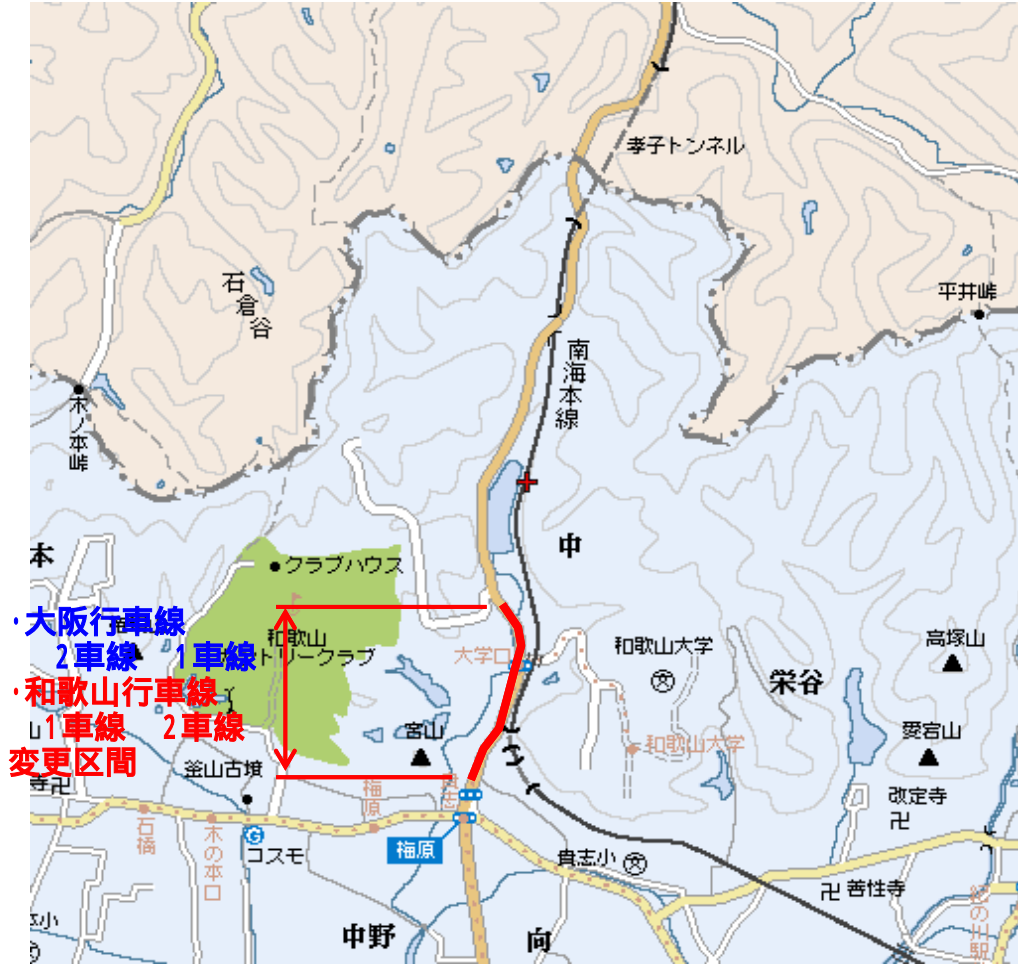 孝子トンネル
石倉谷
平井峠
南海本線
木ノ本峠
中
本
クラブハウス
・大阪行車線
2車線 1車線
・和歌山行車線
1車線 2車線
変更区間
和歌山
トリークラブ
大学口
和歌山大学
高塚山
栄谷
和歌山大学
愛宕山
宮山
釜山古墳
梅原
貴志
寺卍
改定寺
卍
石橋
木の本口
コスモ
梅原
貴志小
卍 善性寺
中野
向